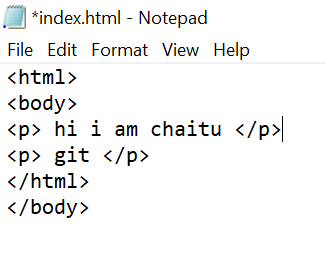 *index.html - Notepad
File Edit Format View Help
<html>
<body>
<p> hi i am chaitu </p>
<p> git </p>
</html>
</body>